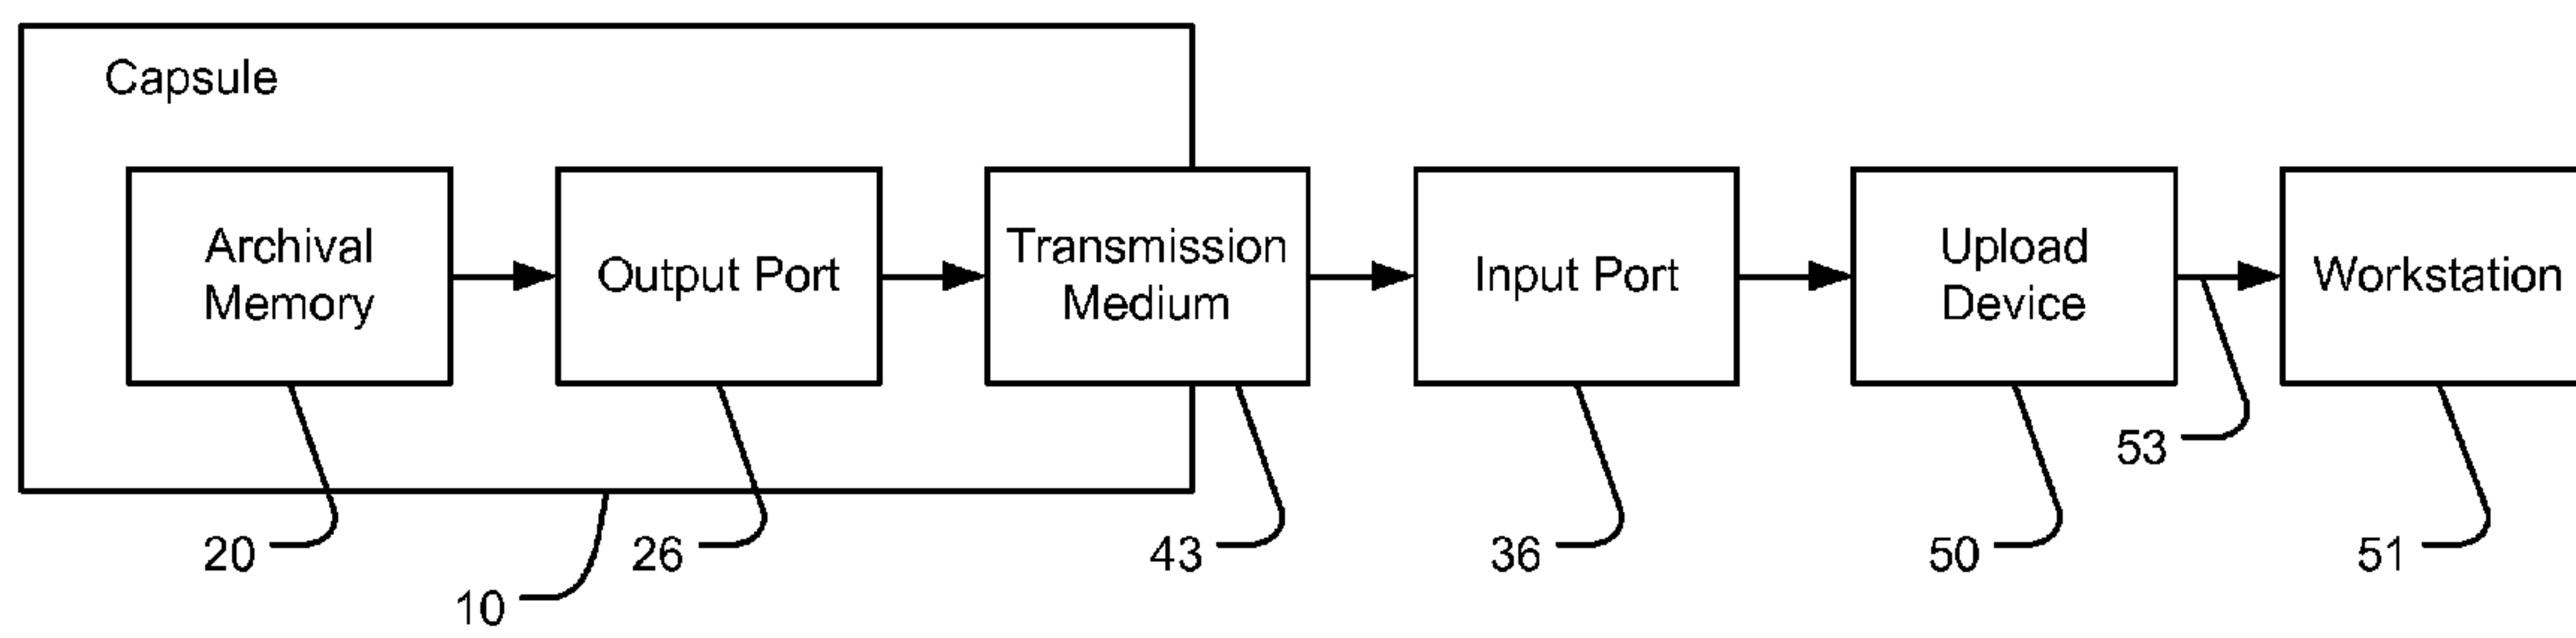 Capsule
Archival
Memory
Output Port
Transmission
Medium
Input Port
Upload
Device
Workstation
53
20
26
43
36
50
51
10